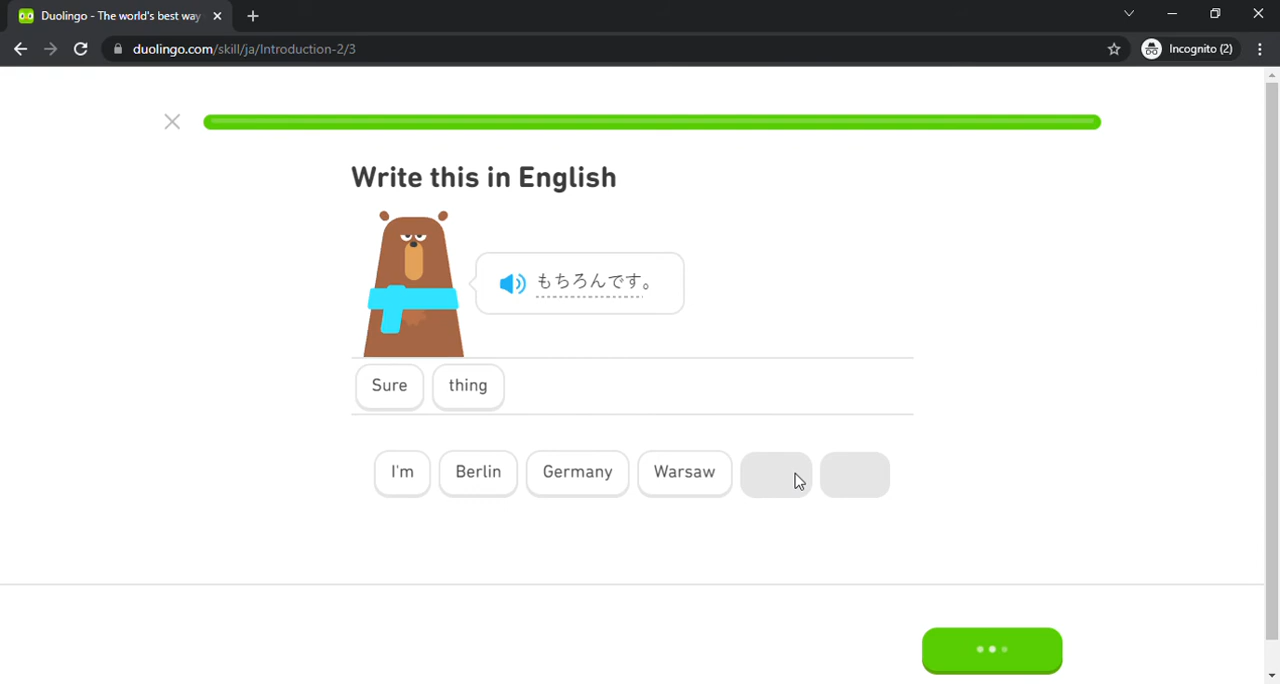 Duolingo - The world's best way
duolingo.com/skill/ja/Introduction-2/3
Incognito (2)
Write this in English
もちろんです。
Sure thing
I'm Berlin Germany Warsaw